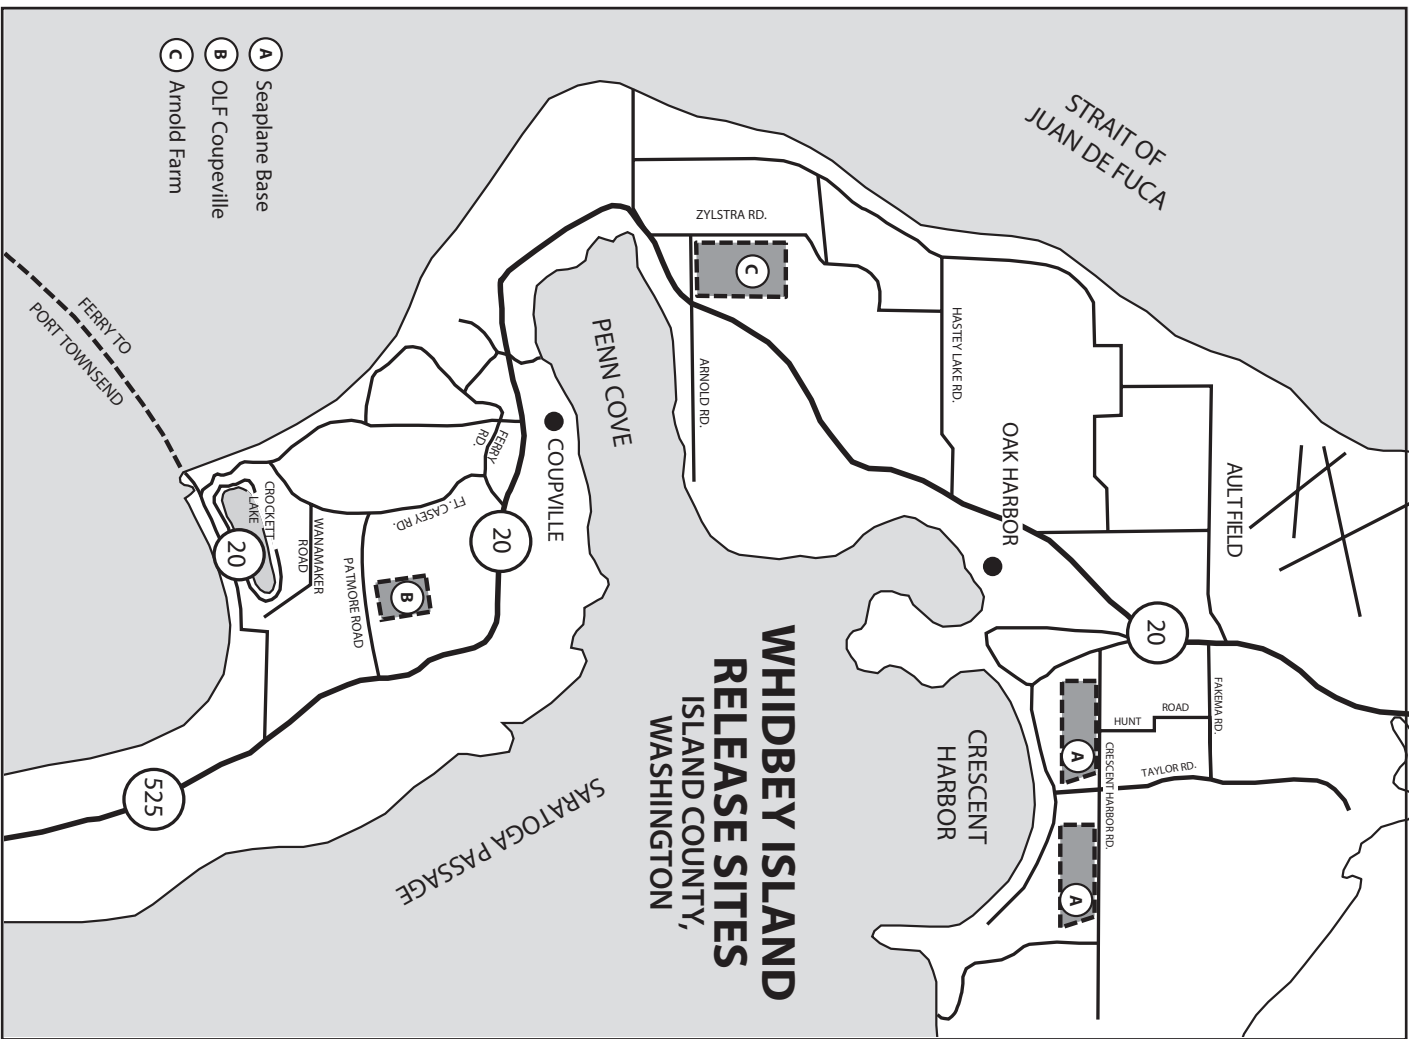 WHIDBEY ISLAND
RELEASE SITES
ISLAND COUNTY,
WASHINGTON
STRAIT OF
JUAN DE FUCA
AULT FIELD
FAKEMA RD.
20
HUNT
ROAD
TAYLOR RD.
CRESCENT HARBOR RD.
A
A
OAK HARBOR
HASTEY LAKE RD.
CRESCENT
HARBOR
ZYLSTRA RD.
C
ARNOLD RD.
PENN COVE
COUPVILLE
20
FERRY
RD.
FT. CASEY RD.
B
PATMORE ROAD
WANAMAKER
ROAD
CROCKETT
LAKE
20
SARATOGA PASSAGE
525
FERRY TO
PORT TOWNSEND
A Seaplane Base
B OLF Coupeville
C Arnold Farm